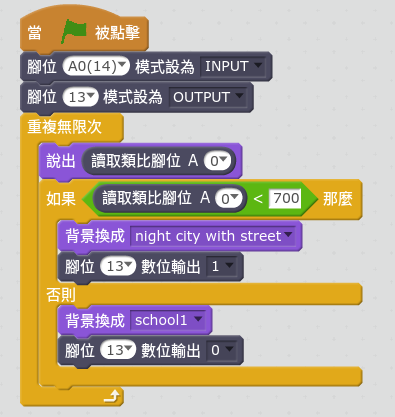 當 被點擊
腳位 A0(14) 模式設為 INPUT
腳位 13 模式設為 OUTPUT
重複無限次
說出 讀取類比腳位 A 0
如果 讀取類比腳位 A 0 < 700 那麼
背景換成 night city with street
腳位 13 數位輸出 1
否則
背景換成 school1
腳位 13 數位輸出 0